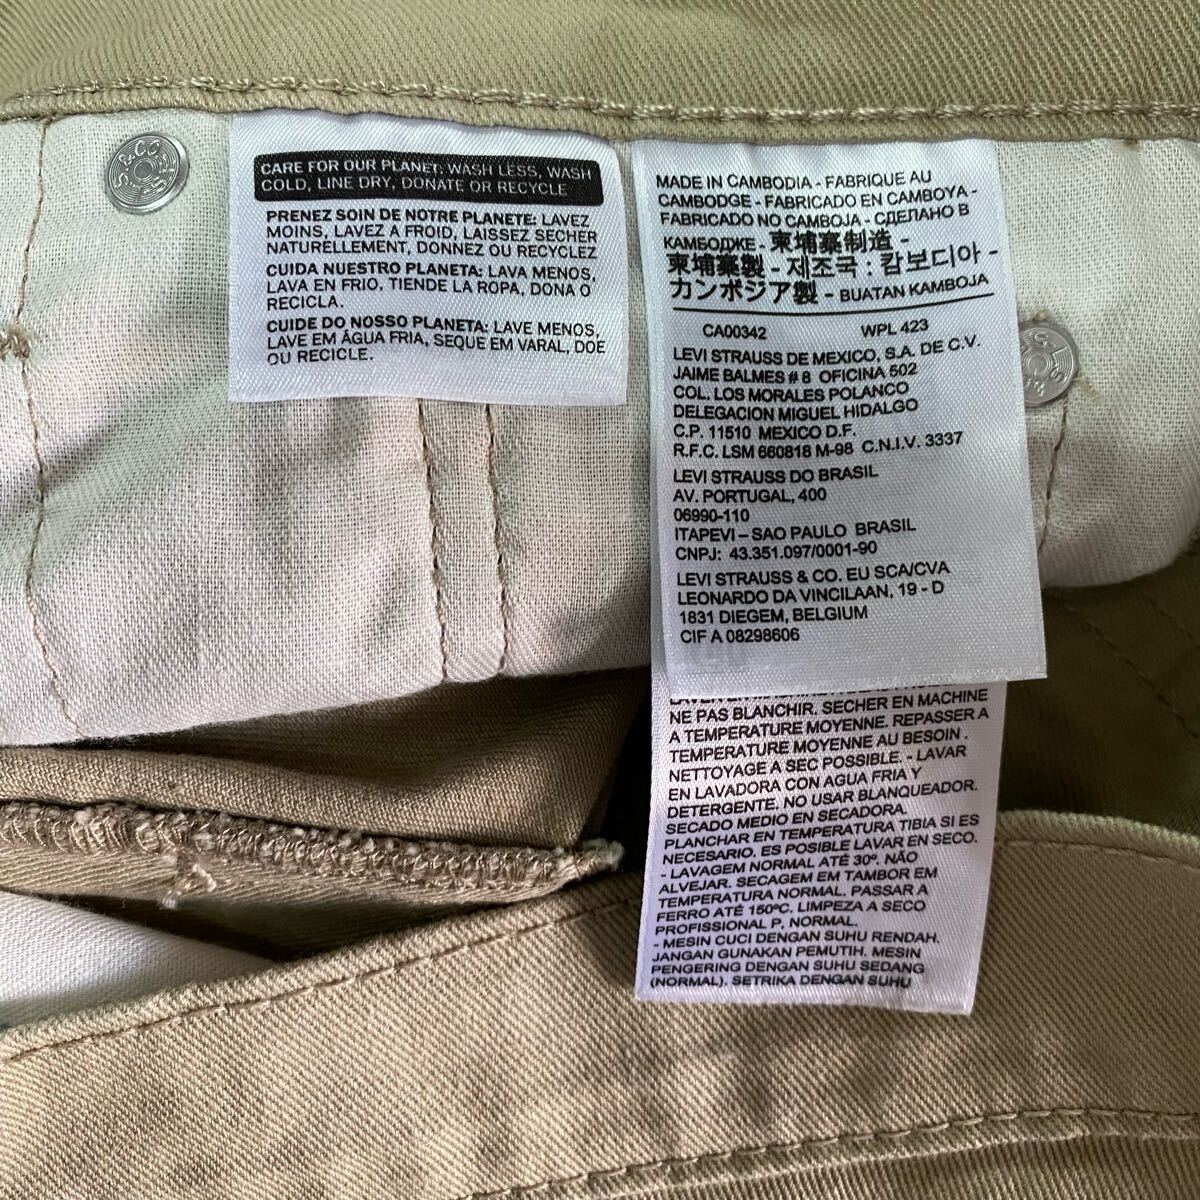 CARE FOR OUR PLANET: WASH LESS, WASH
COLD, LINE DRY, DONATE OR RECYCLE
PRENEZ SOIN DE NOTRE PLANETE: LAVEZ
MOINS, LAVEZ A FROID, LAISSEZ SECHER
NATURELLEMENT, DONNEZ OU RECYCLEZ
CUIDA NUESTRO PLANETA: LAVA MENOS,
LAVA EN FRIO, TIENDE LA ROPA, DONA O
RECICLA.
CUIDE DO NOSSO PLANETA: LAVE MENOS,
LAVE EM ÁGUA FRIA, SEQUE EM VARAL, DOE
OU RECICLE.
MADE IN CAMBODIA - FABRIQUE AU
CAMBODGE - FABRICADO EN CAMBOYA -
FABRICADO NO CAMBOJA - СДЕЛАНО В
КАМБОДЖЕ - 柬埔寨制造 -
柬埔寨製 - 제조국 : 캄보디아 -
カンボジア製 - BUATAN KAMBOJA
CA00342 WPL 423
LEVI STRAUSS DE MEXICO, S.A. DE C.V.
JAIME BALMES # 8 OFICINA 502
COL. LOS MORALES POLANCO
DELEGACION MIGUEL HIDALGO
C.P. 11510 MEXICO D.F.
R.F.C. LSM 660818 M-98 C.N.I.V. 3337
LEVI STRAUSS DO BRASIL
AV. PORTUGAL, 400
06990-110
ITAPEVI – SAO PAULO BRASIL
CNPJ: 43.351.097/0001-90
LEVI STRAUSS & CO. EU SCA/CVA
LEONARDO DA VINCILAAN, 19 - D
1831 DIEGEM, BELGIUM
CIF A 08298606
NE PAS BLANCHIR. SECHER EN MACHINE
A TEMPERATURE MOYENNE. REPASSER A
TEMPERATURE MOYENNE AU BESOIN .
NETTOYAGE A SEC POSSIBLE. - LAVAR
EN LAVADORA CON AGUA FRIA Y
DETERGENTE. NO USAR BLANQUEADOR.
SECADO MEDIO EN SECADORA.
PLANCHAR EN TEMPERATURA TIBIA SI ES
NECESARIO. ES POSIBLE LAVAR EN SECO.
- LAVAGEM NORMAL ATÉ 30º. NÃO
ALVEJAR. SECAGEM EM TAMBOR EM
TEMPERATURA NORMAL. PASSAR A
FERRO ATÉ 150ºC. LIMPEZA A SECO
PROFISSIONAL P, NORMAL.
- MESIN CUCI DENGAN SUHU RENDAH.
JANGAN GUNAKAN PEMUTIH. MESIN
PENGERING DENGAN SUHU SEDANG
(NORMAL). SETRIKA DENGAN SUHU